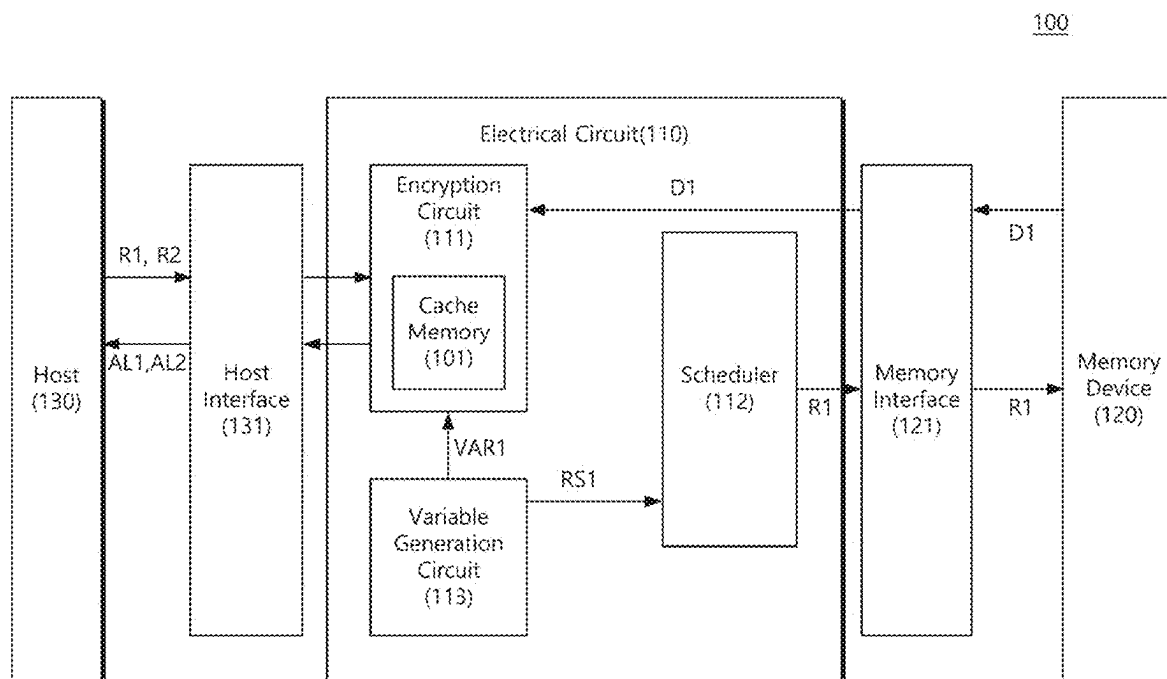 100
Electrical Circuit(110)
Encryption
Circuit
(111)
D1
D1
R1, R2
Cache
Memory
(101)
AL1,AL2
Host
(130)
Host
Interface
(131)
Scheduler
(112)
R1
Memory
Interface
(121)
R1
Memory
Device
(120)
VAR1
RS1
Variable
Generation
Circuit
(113)